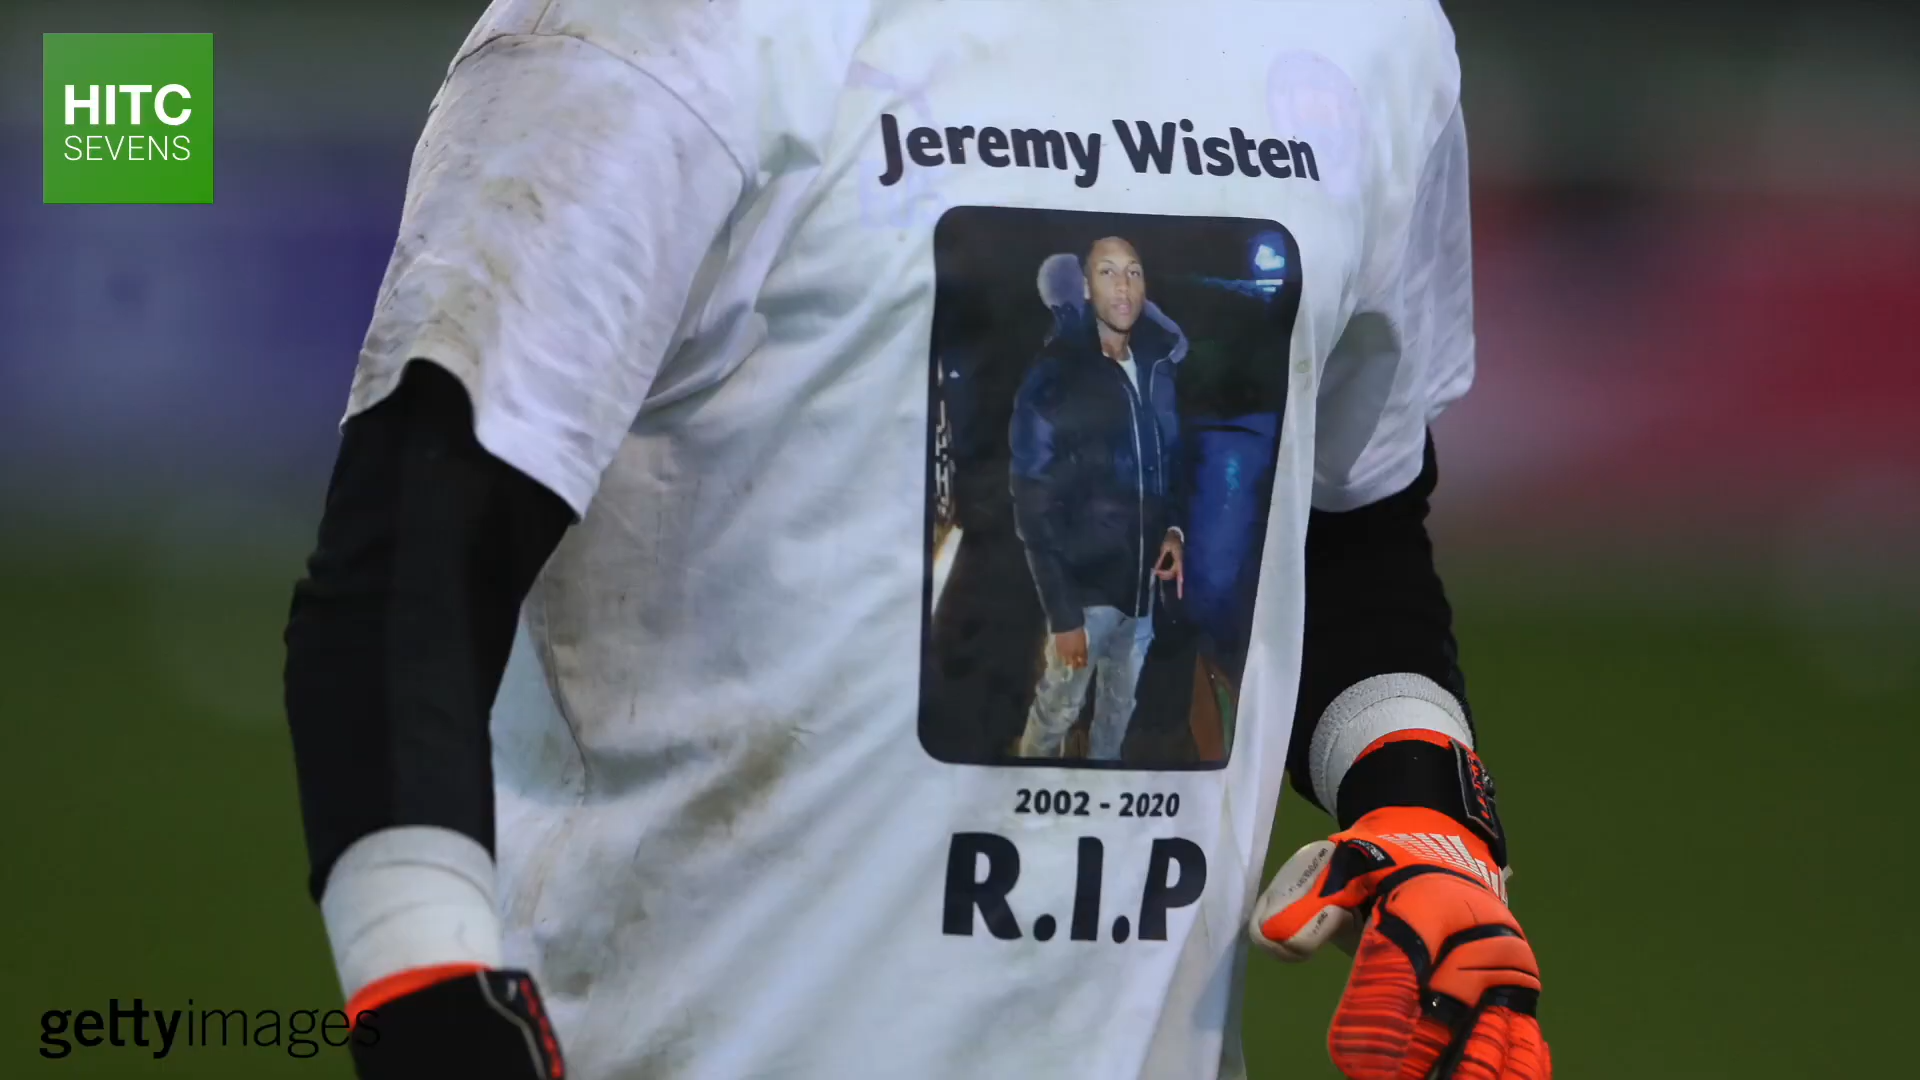 HITC
SEVENS
Jeremy Wisten
2002 - 2020
R.I.P
gettyimages